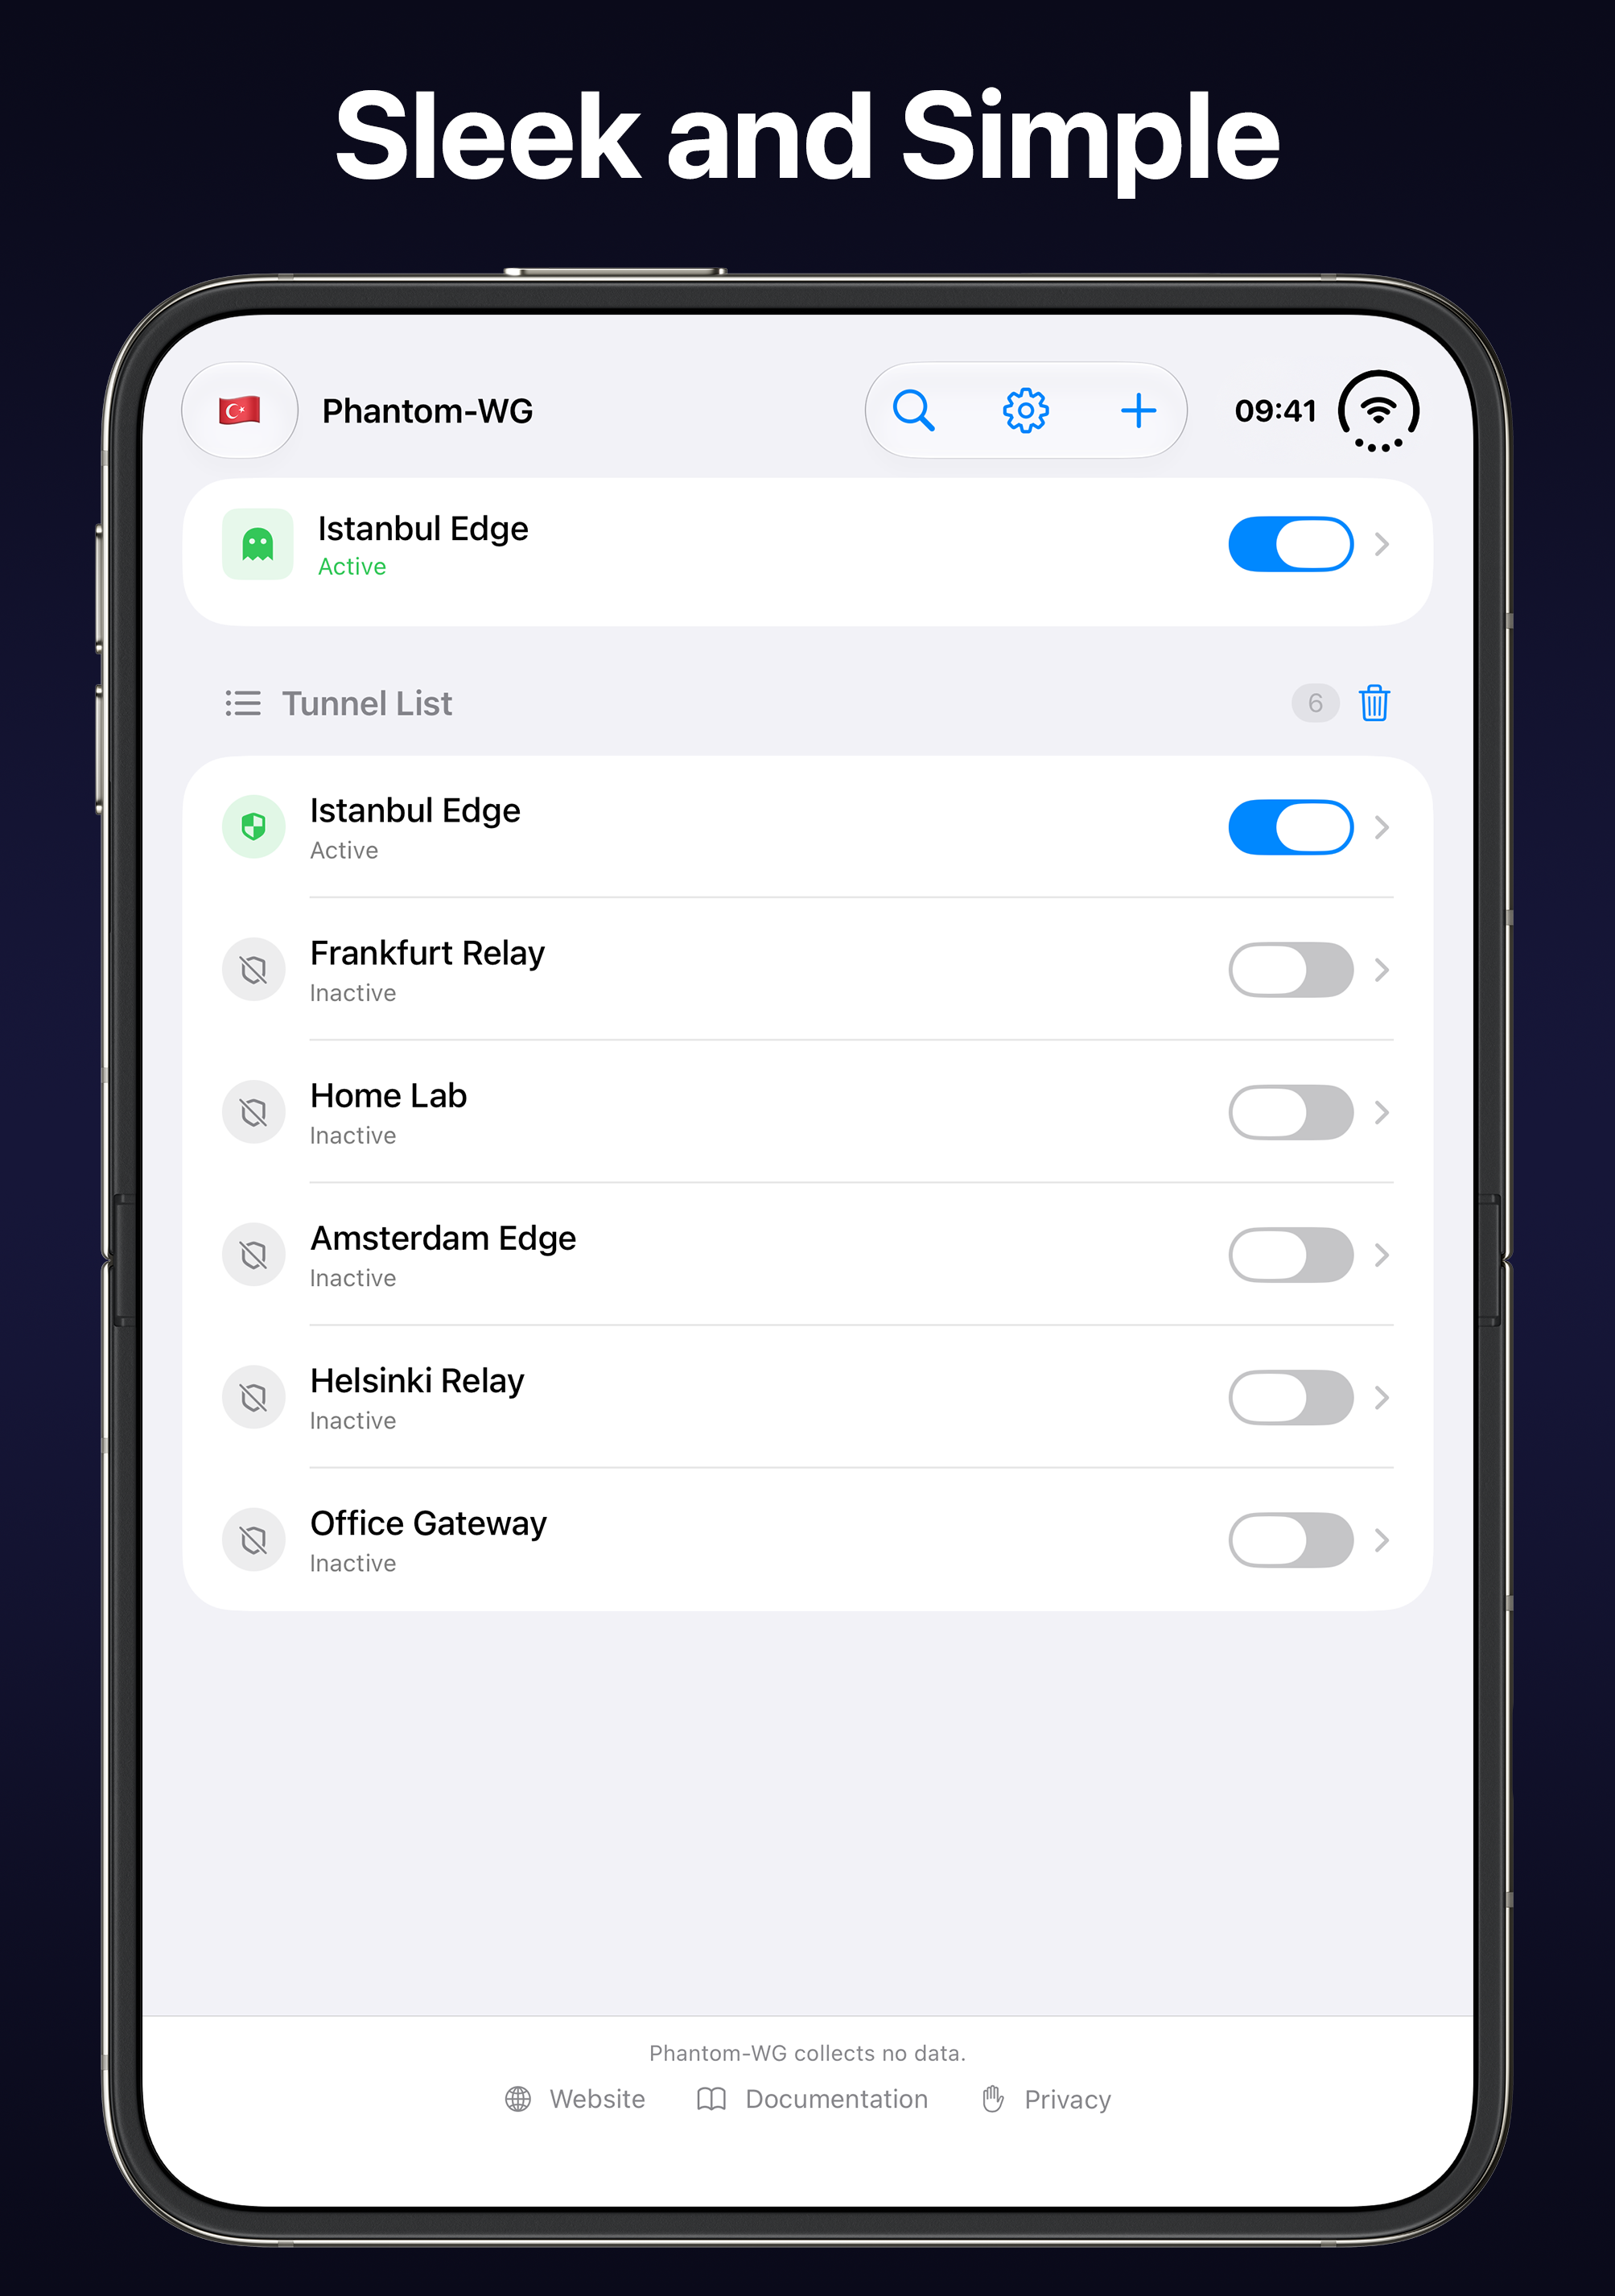 Sleek and Simple
Phantom-WG
09:41
Istanbul Edge
Active
Tunnel List
6
Istanbul Edge
Active
Frankfurt Relay
Inactive
Home Lab
Inactive
Amsterdam Edge
Inactive
Helsinki Relay
Inactive
Office Gateway
Inactive
Phantom-WG collects no data.
Website Documentation Privacy